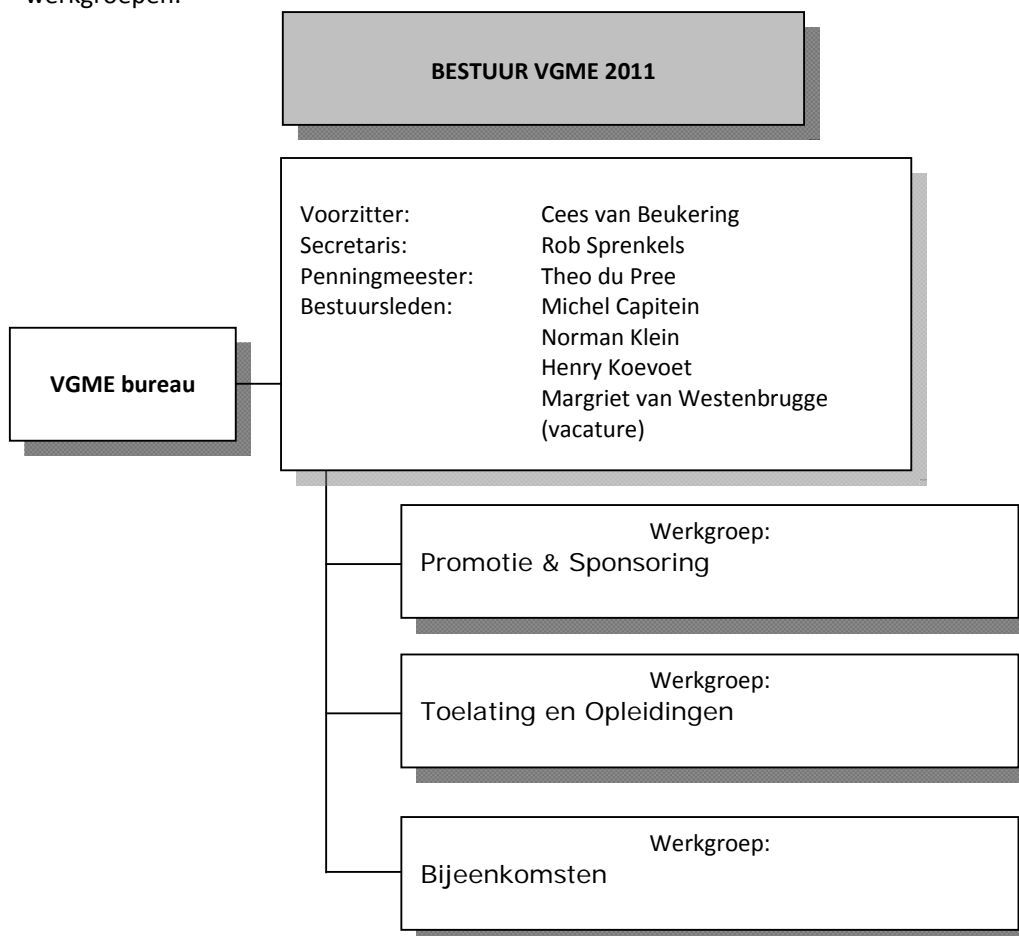 werkgroepen.
BESTUUR VGME 2011
Voorzitter: Cees van Beukering
Secretaris: Rob Sprenkels
Penningmeester: Theo du Pree
Bestuursleden: Michel Capitein
Norman Klein
Henry Koevoet
Margriet van Westenbrugge
(vacature)
VGME bureau
Werkgroep:
Promotie & Sponsoring
Werkgroep:
Toelating en Opleidingen
Werkgroep:
Bijeenkomsten